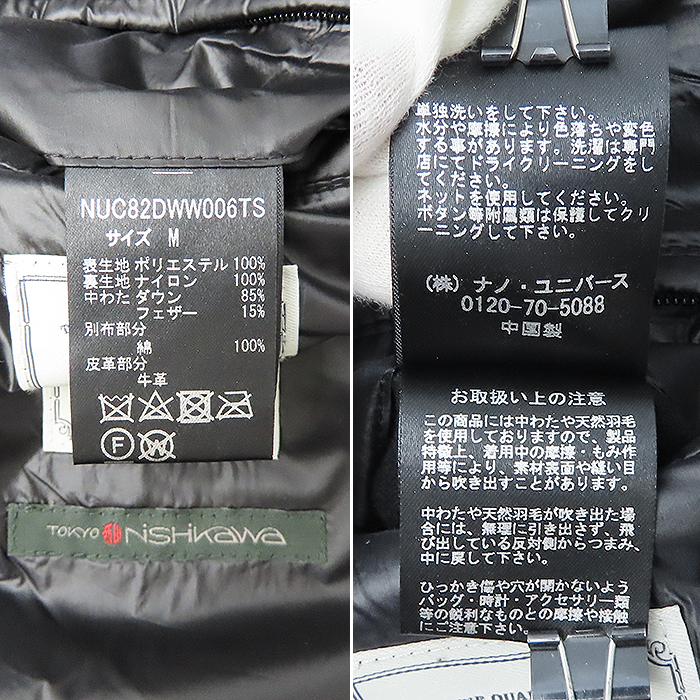 NUC82DWW006TS
サイズ M
表生地 ポリエステル 100%
裏生地 ナイロン 100%
中わた ダウン 85%
フェザー 15%
別布部分
綿 100%
皮革部分
牛革
F
W
TOKYO NiSHiKaWa
単独洗いをして下さい。
水分や摩擦により色落ちや変色
する事があります。洗濯は専門
店にてドライクリーニングをし
てください。
ネットを使用してください。
ボタン等附属類は保護してクリ
ーニングして下さい。
(株) ナノ・ユニバース
0120-70-5088
中国製
お取扱い上の注意
この商品には中わたや天然羽毛
を使用しておりますので、製品
特徴上、着用中の摩擦・もみ作
用等により、素材表面や縫い目
から吹き出すことがあります。
中わたや天然羽毛が吹き出た場
合には、無理に引き出さず、飛
び出している反対側からつまみ、
中に戻して下さい。
ひっかき傷や穴が開かないよう
バッグ・時計・アクセサリー類
等の鋭利なものとの摩擦や接触
にご注意下さい。